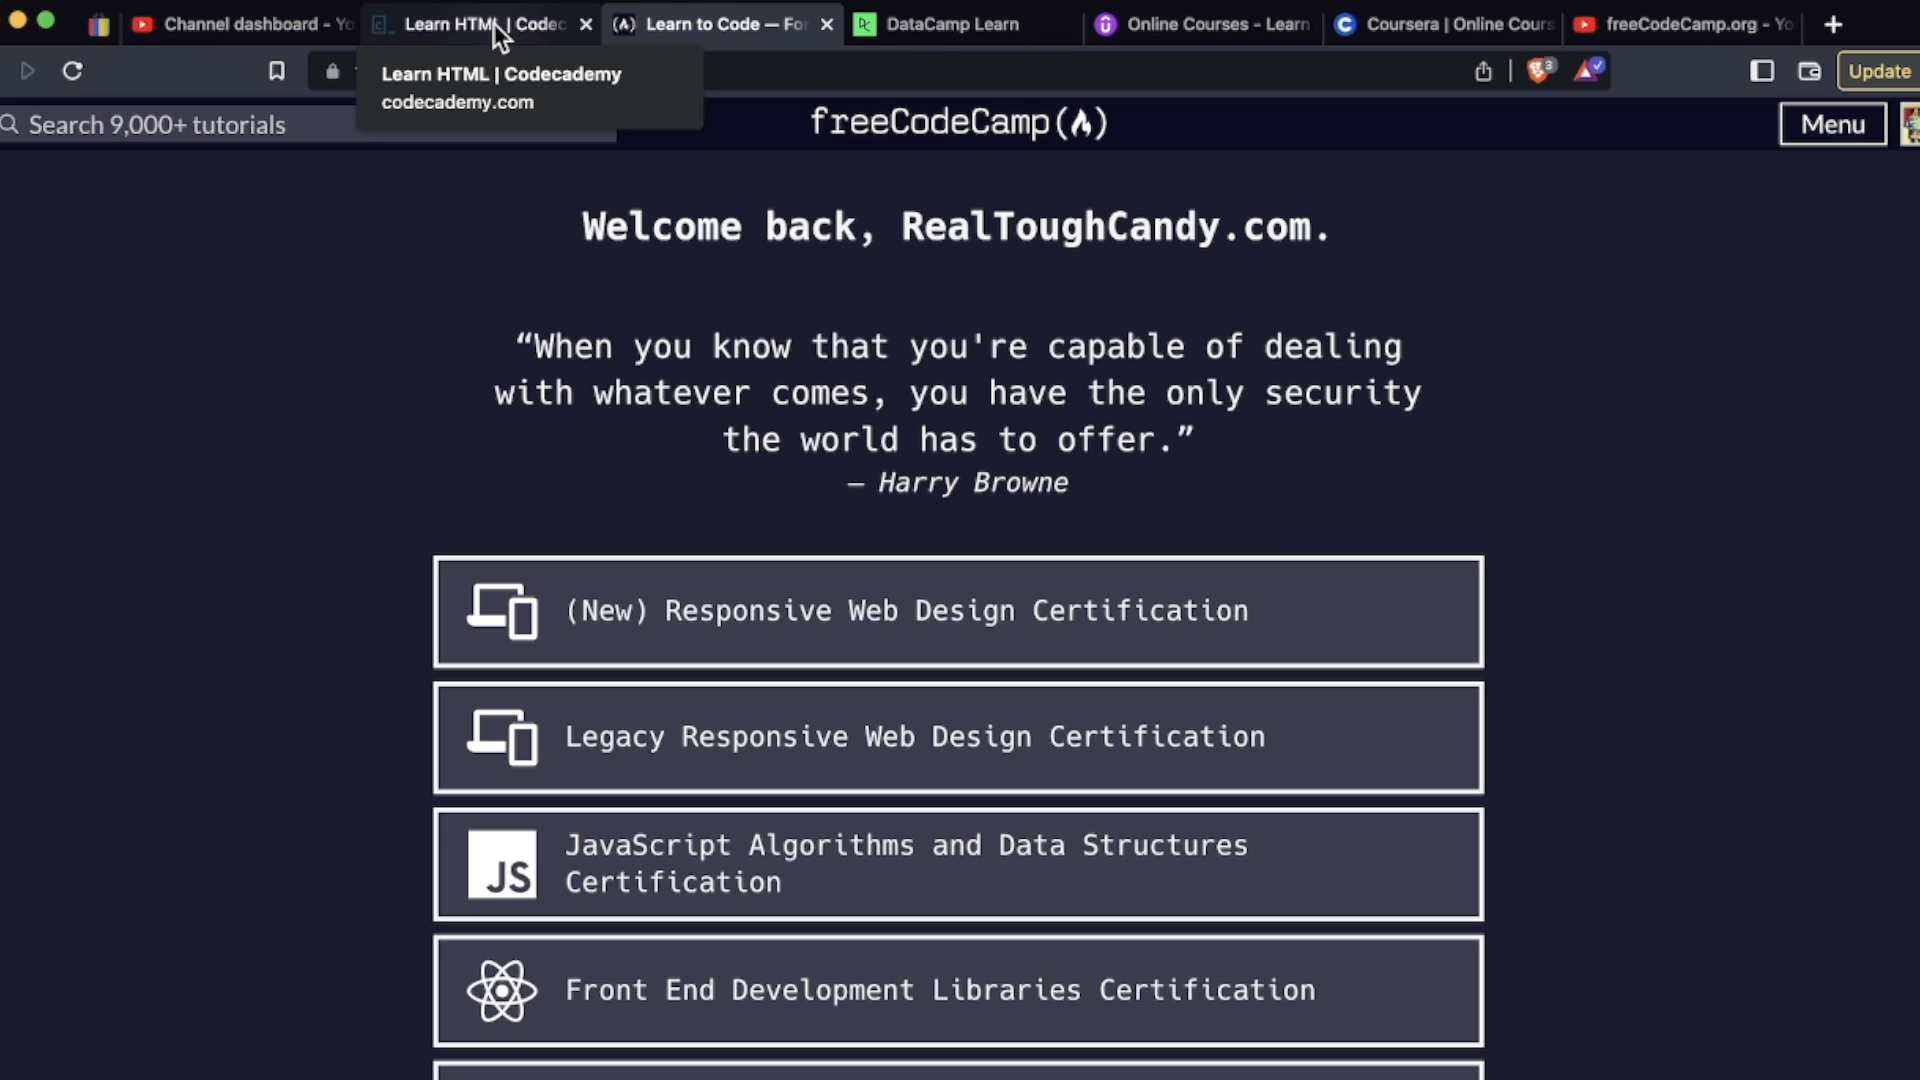 Channel dashboard - Yo
Learn HTML | Codec
Learn to Code — For
DataCamp Learn
Online Courses - Learn
Coursera | Online Cours
freeCodeCamp.org - Yo
3
Update
Learn HTML | Codecademy
codecademy.com
Search 9,000+ tutorials
freeCodeCamp(🔥)
Menu
Welcome back, RealToughCandy.com.
“When you know that you're capable of dealing
with whatever comes, you have the only security
the world has to offer.”
— Harry Browne
(New) Responsive Web Design Certification
Legacy Responsive Web Design Certification
JS
JavaScript Algorithms and Data Structures
Certification
Front End Development Libraries Certification